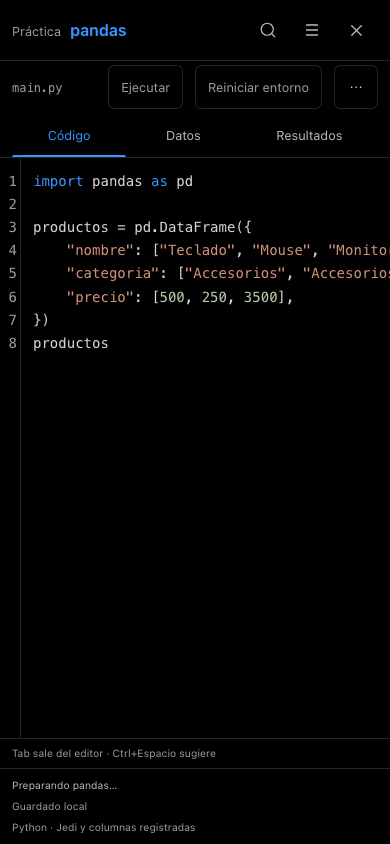 Práctica pandas
main.py Ejecutar Reiniciar entorno ...
Código Datos Resultados
1 import pandas as pd
2
3 productos = pd.DataFrame({
4     "nombre": ["Teclado", "Mouse", "Monito
5     "categoria": ["Accesorios", "Accesorios
6     "precio": [500, 250, 3500],
7 })
8 productos
Tab sale del editor · Ctrl+Espacio sugiere
Preparando pandas…
Guardado local
Python · Jedi y columnas registradas